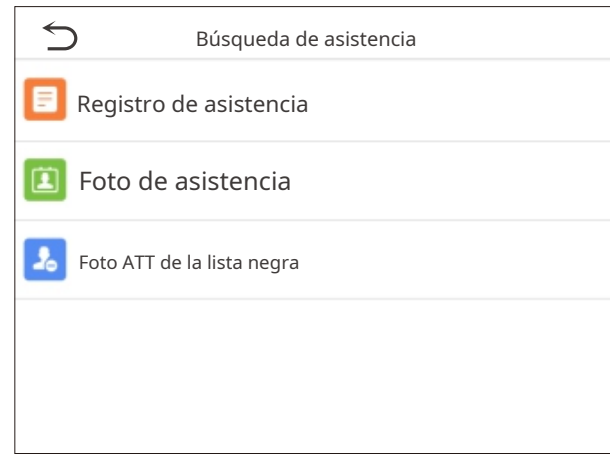 Búsqueda de asistencia
Registro de asistencia
Foto de asistencia
Foto ATT de la lista negra